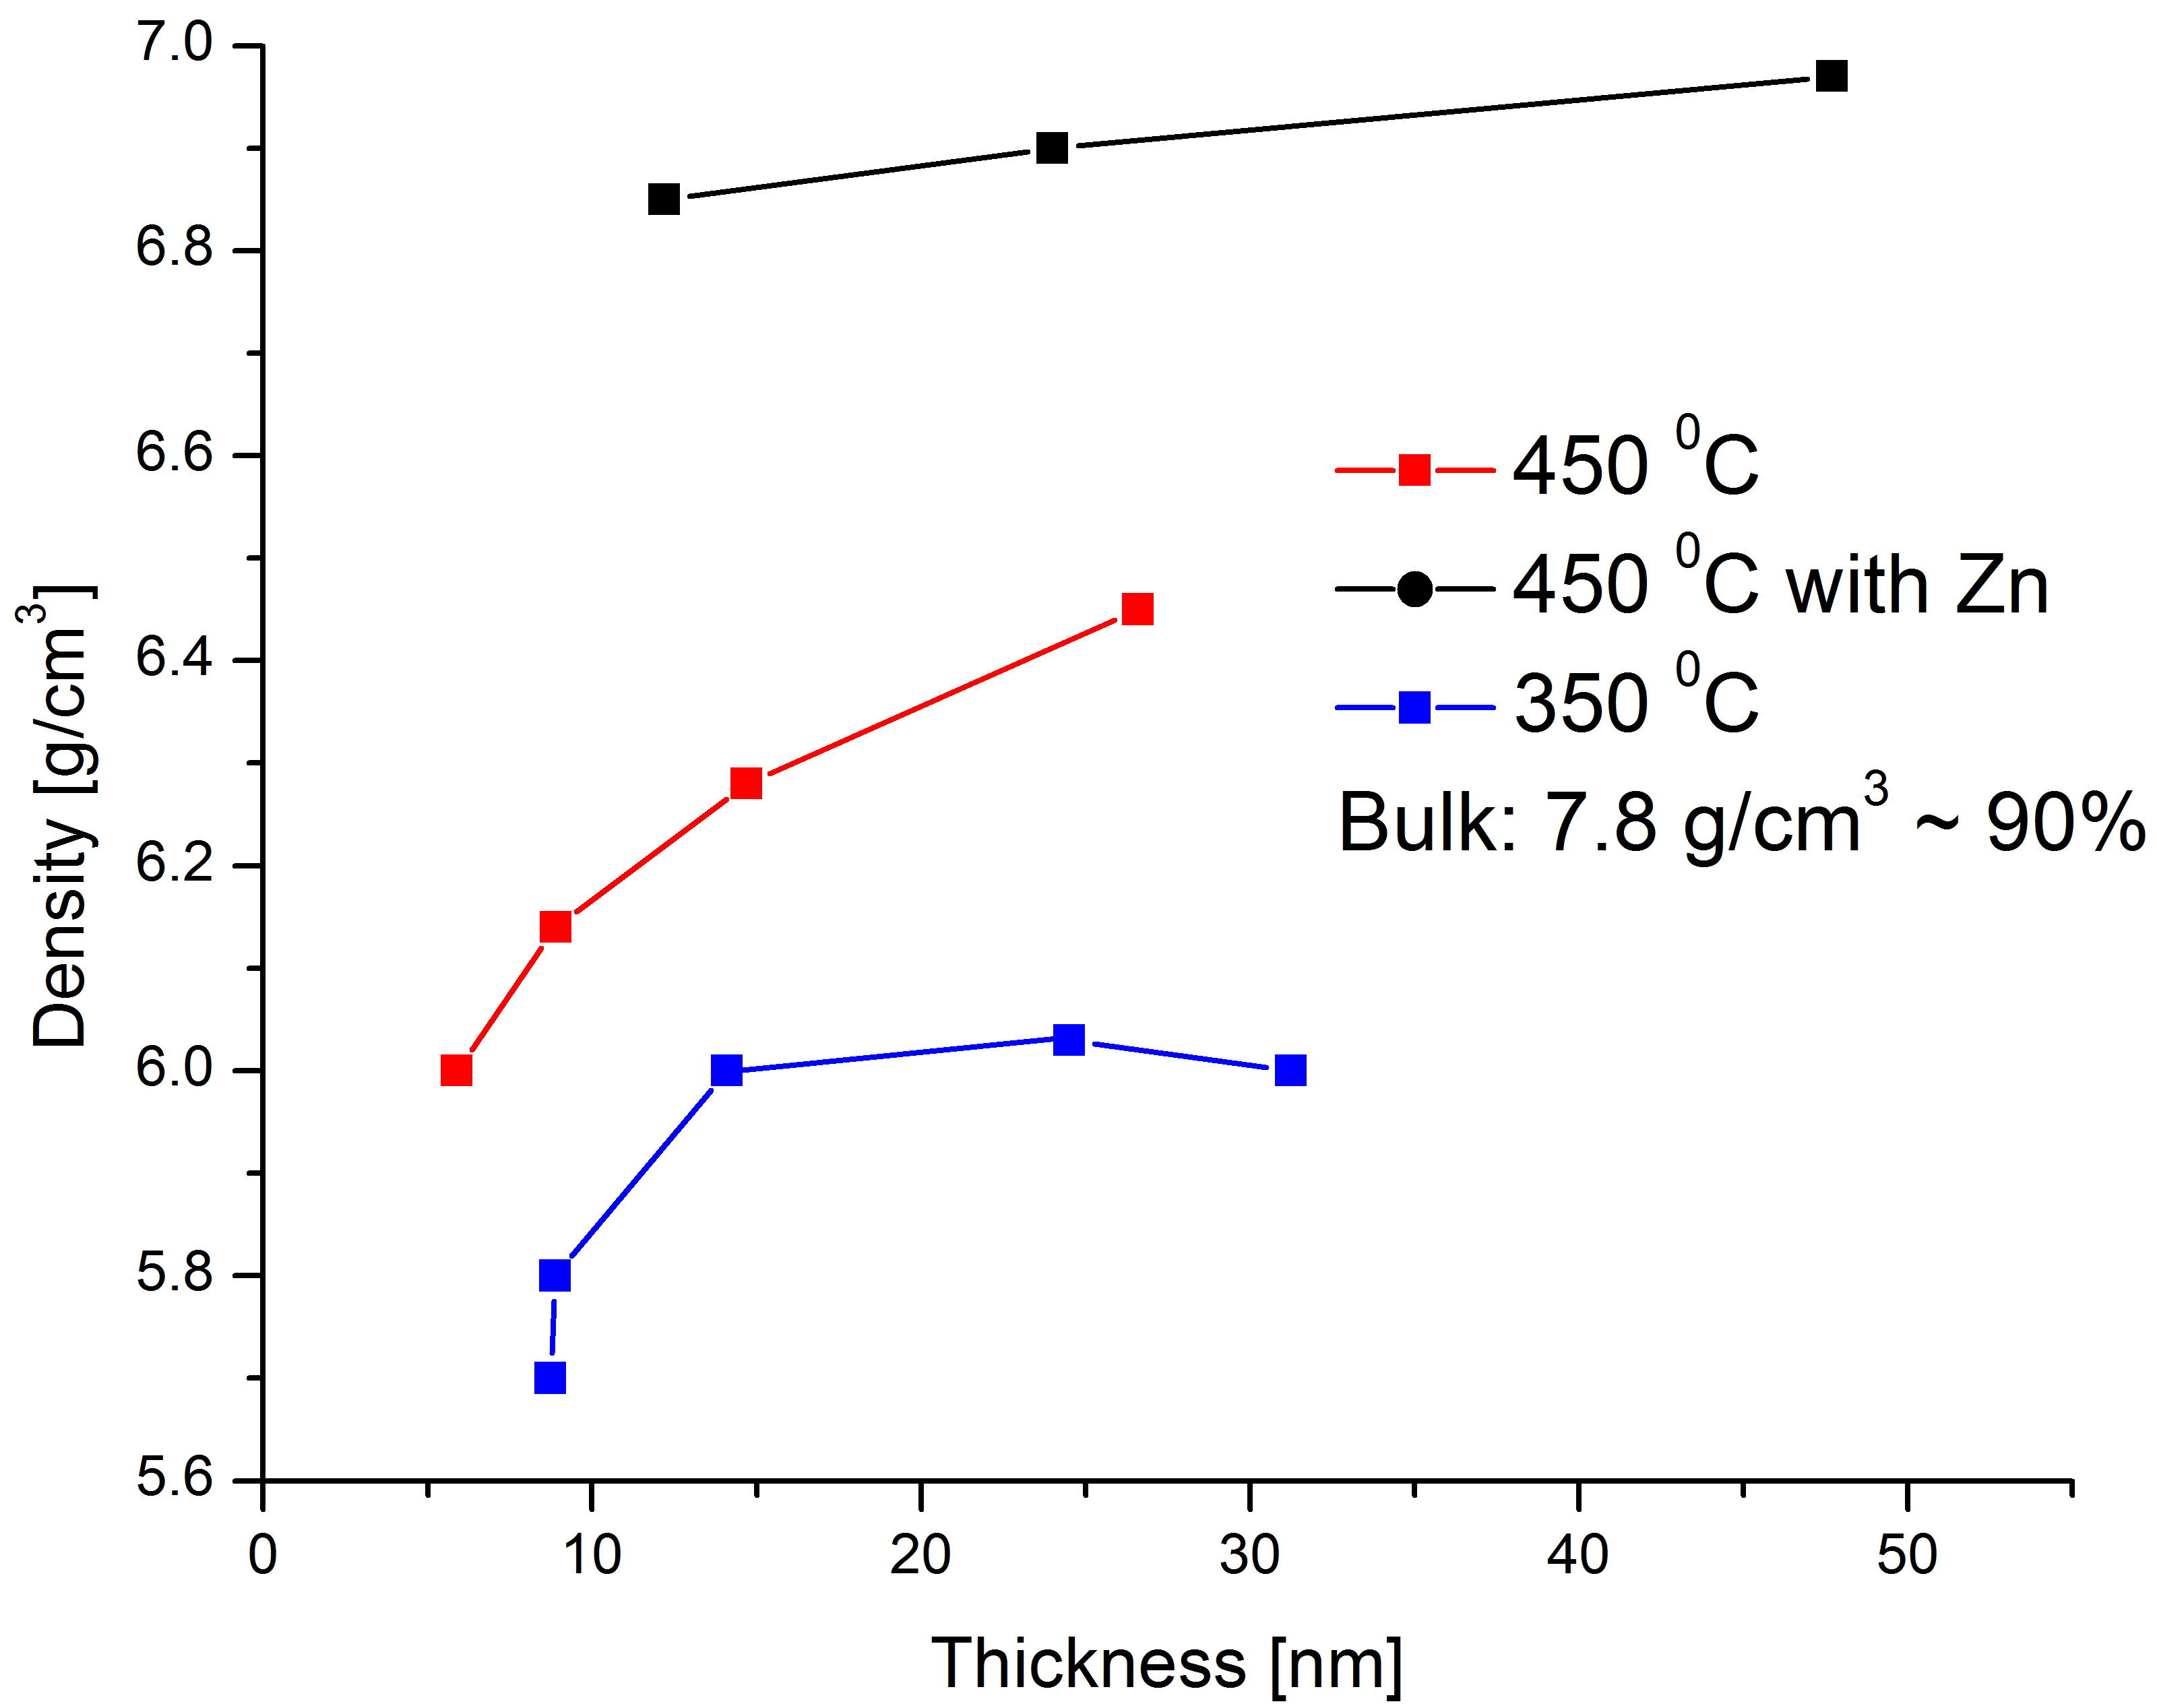 7.0
6.8
6.6
6.4
6.2
6.0
5.8
5.6
Density [g/cm³]
450 ⁰C
450 ⁰C with Zn
350 ⁰C
Bulk: 7.8 g/cm³ ~ 90%
0 10 20 30 40 50
Thickness [nm]